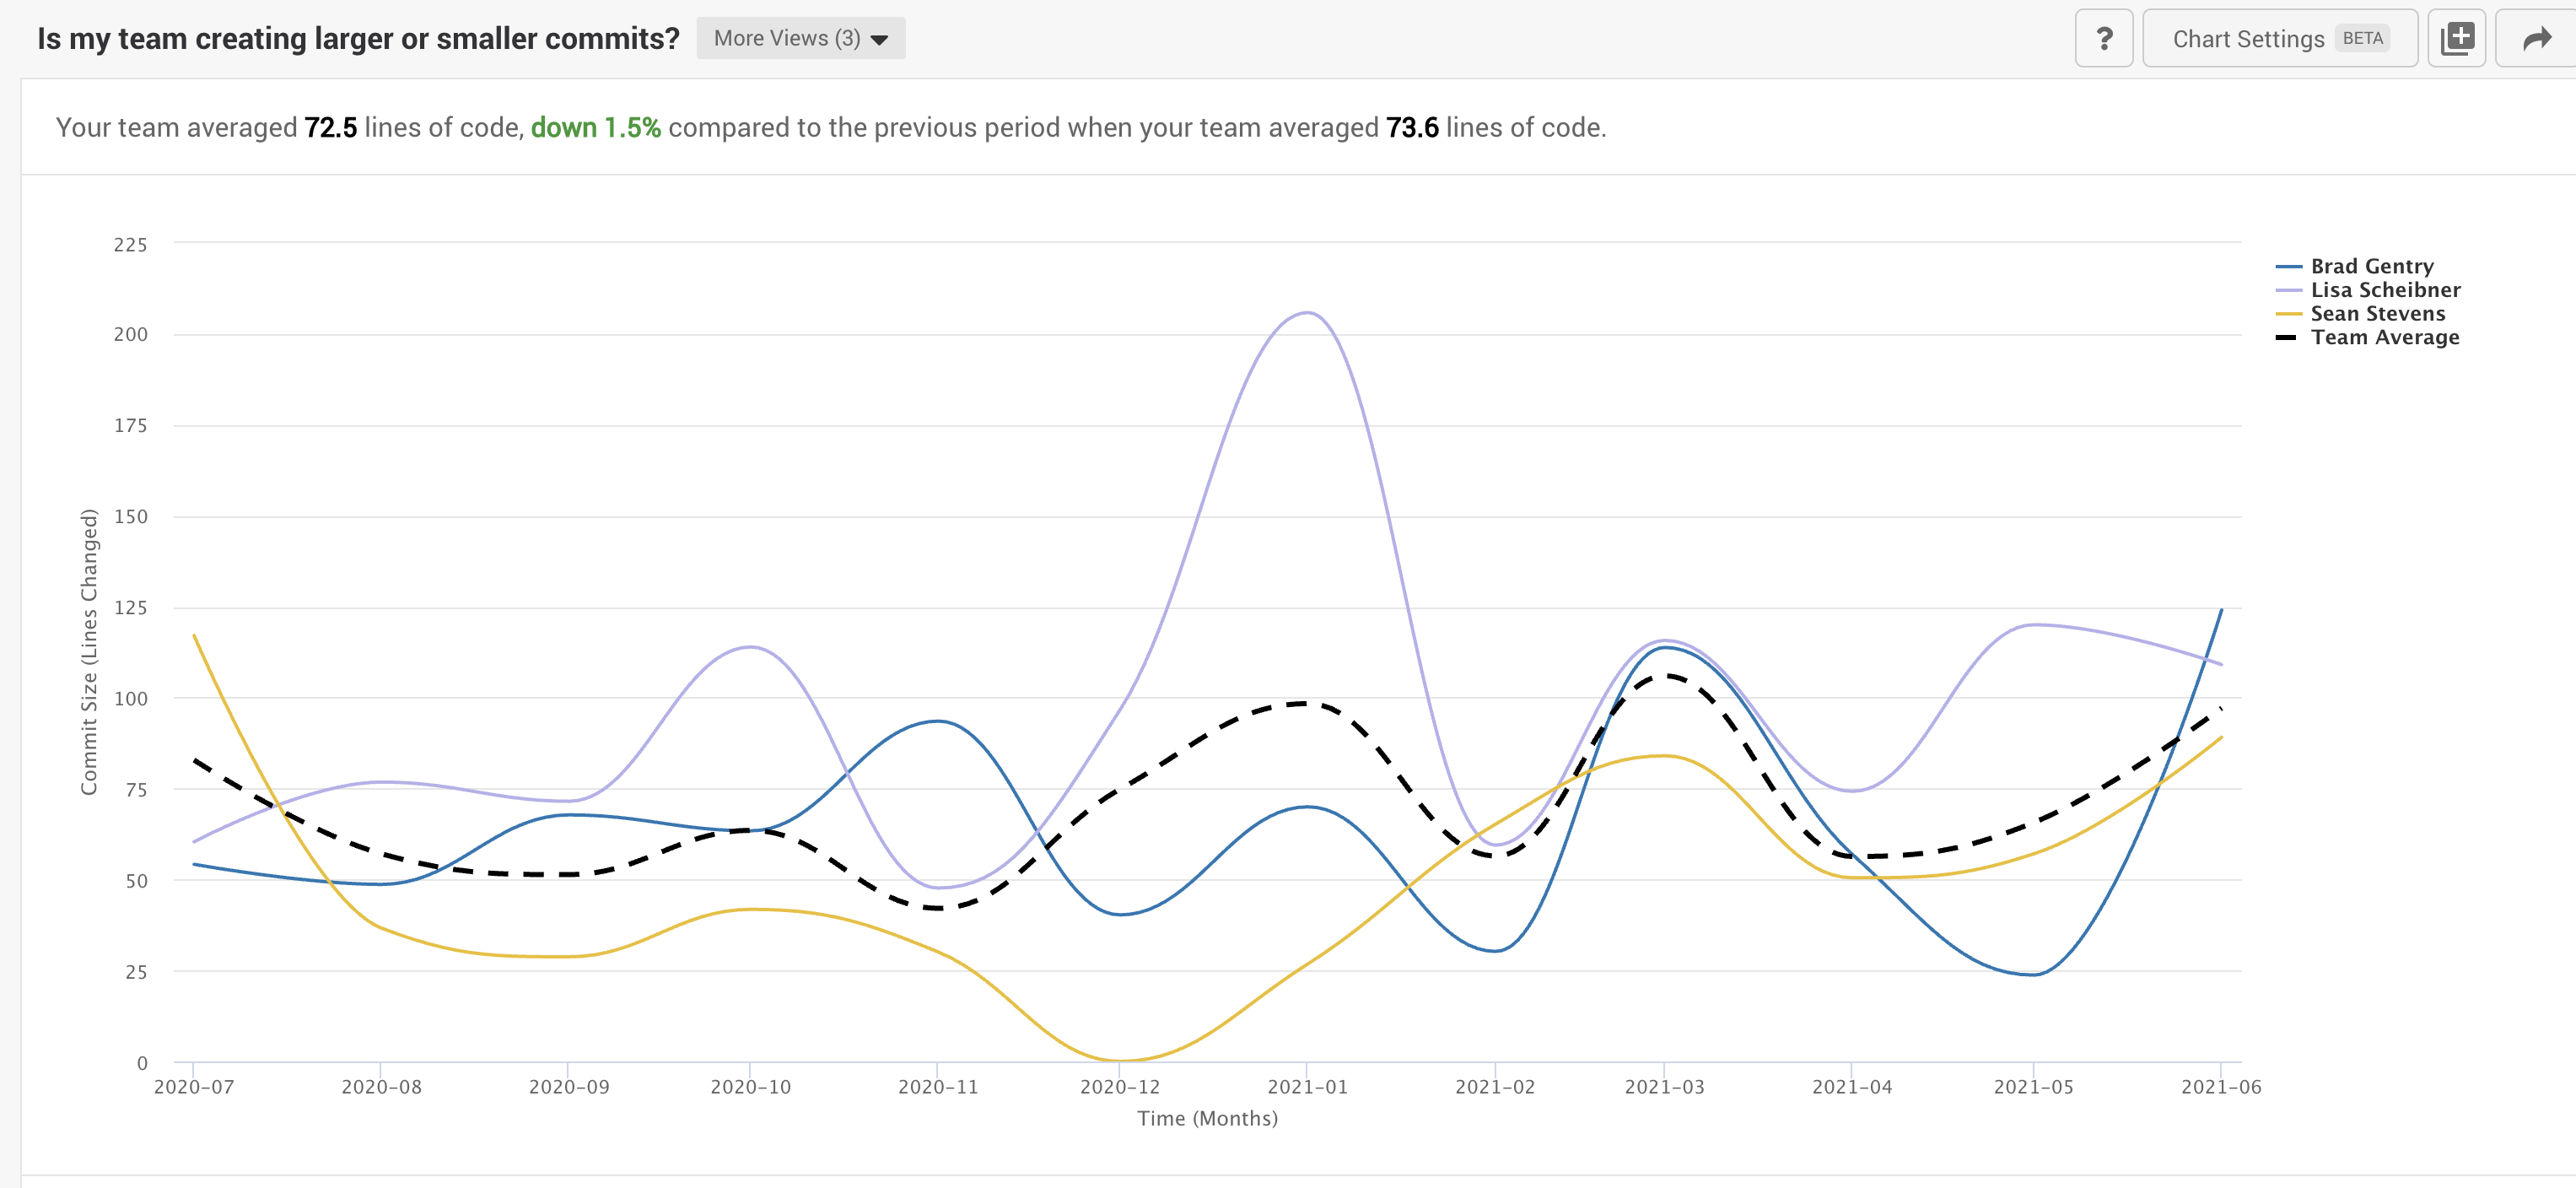 Is my team creating larger or smaller commits? More Views (3)
? Chart Settings BETA
Your team averaged 72.5 lines of code, down 1.5% compared to the previous period when your team averaged 73.6 lines of code.
225
200
175
150
125
100
75
50
25
0
Commit Size (Lines Changed)
Brad Gentry
Lisa Scheibner
Sean Stevens
Team Average
2020-07 2020-08 2020-09 2020-10 2020-11 2020-12 2021-01 2021-02 2021-03 2021-04 2021-05 2021-06
Time (Months)